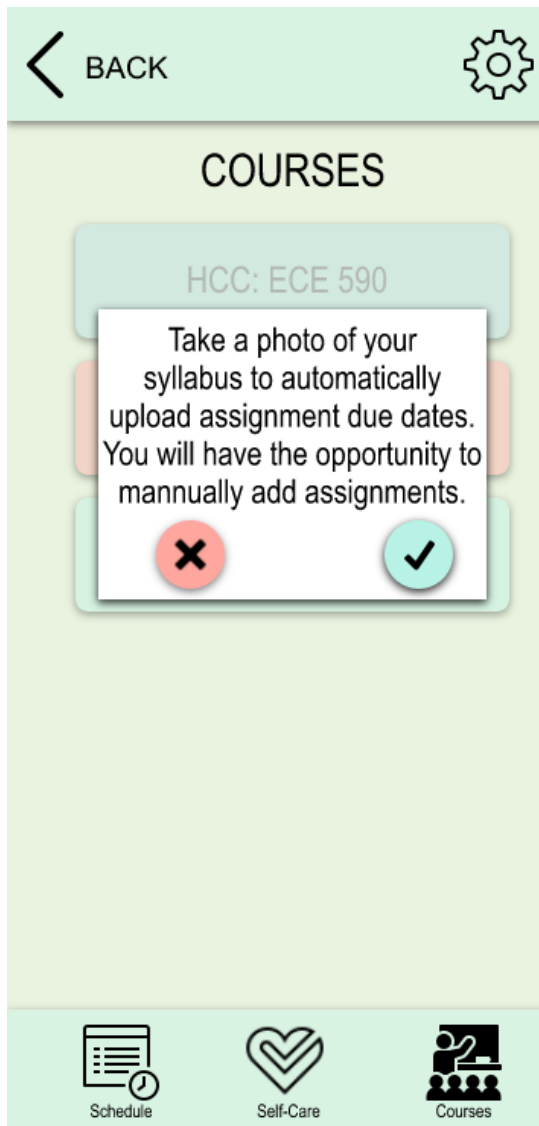 BACK
COURSES
HCC: ECE 590
Take a photo of your
syllabus to automatically
upload assignment due dates.
You will have the opportunity to
mannually add assignments.
Schedule
Self-Care
Courses